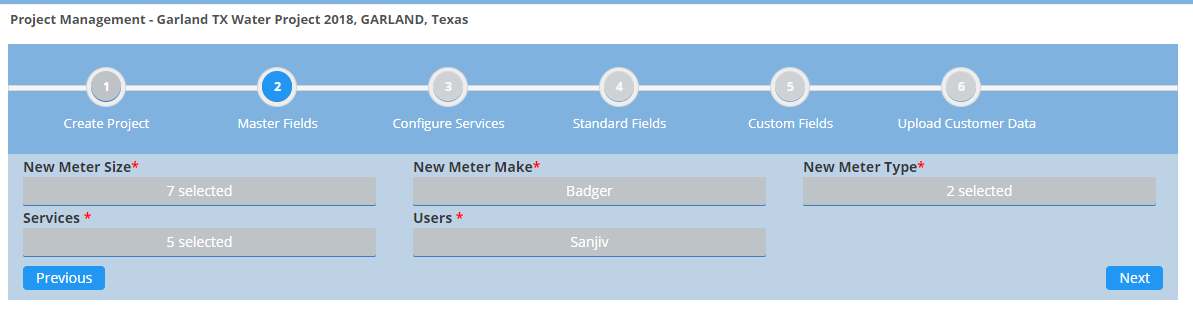 Project Management - Garland TX Water Project 2018, GARLAND, Texas
1 2 3 4 5 6
Create Project Master Fields Configure Services Standard Fields Custom Fields Upload Customer Data
New Meter Size* New Meter Make* New Meter Type*
7 selected Badger 2 selected
Services * Users *
5 selected Sanjiv
Previous Next